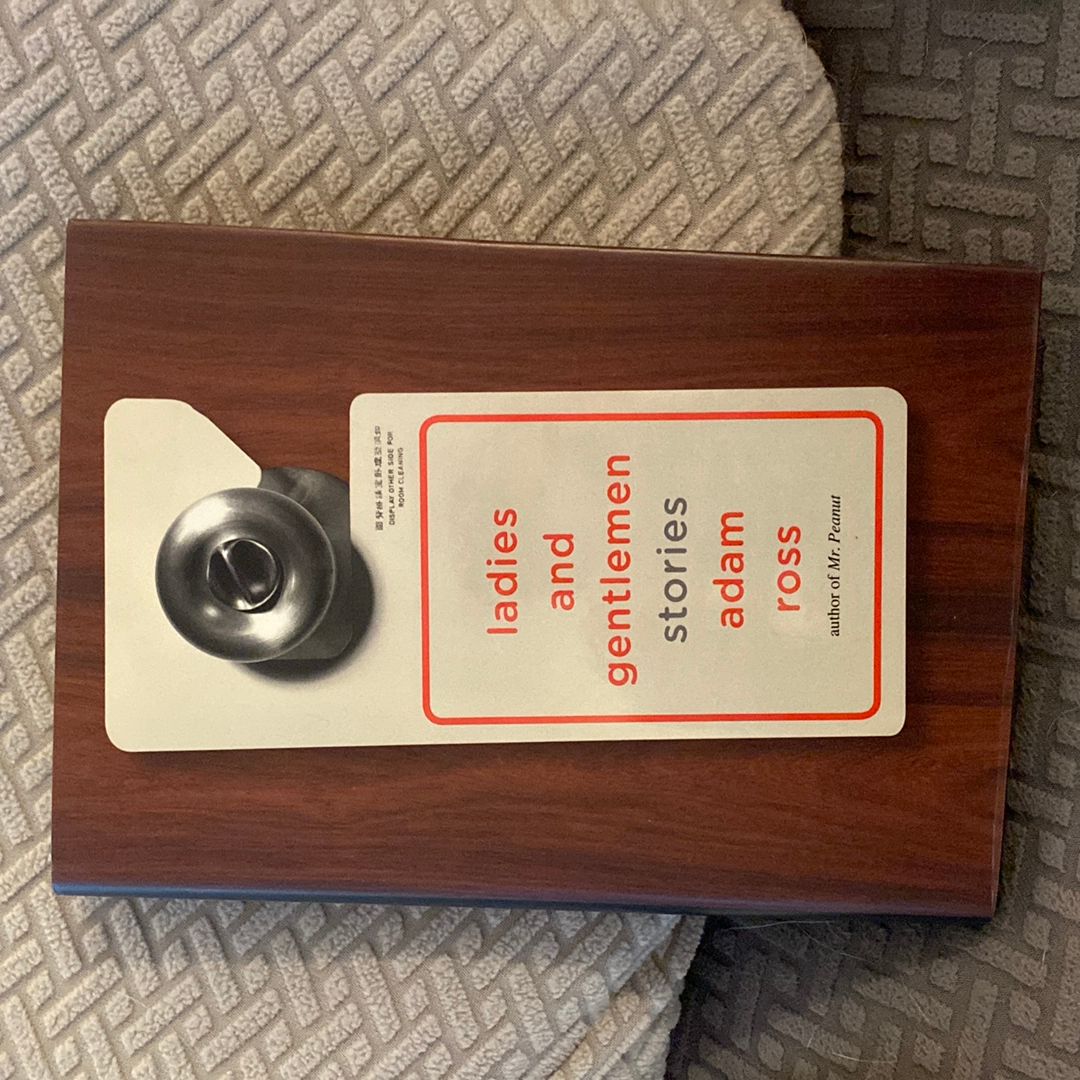 DISPLAY OTHER SIDE FOR
ROOM CLEANING
ladies
and
gentlemen
stories
adam
ross
author of Mr. Peanut